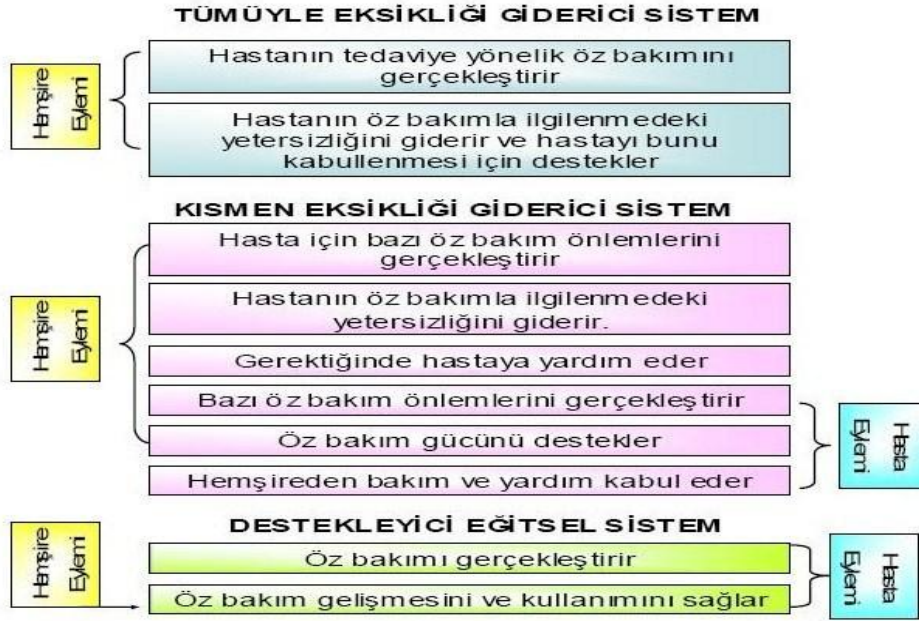 TÜMÜYLE EKSİKLİĞİ GİDERİCİ SİSTEM
Hemşire
Eylemi
Hastanın tedaviye yönelik öz bakımını
gerçekleştirir
Hastanın öz bakımla ilgilenmedeki
yetersizliğini giderir ve hastayı bunu
kabullenmesi için destekler
KISMEN EKSİKLİĞİ GİDERİCİ SİSTEM
Hemşire
Eylemi
Hasta için bazı öz bakım önlemlerini
gerçekleştirir
Hastanın öz bakımla ilgilenmedeki
yetersizliğini giderir.
Gerektiğinde hastaya yardım eder
Bazı öz bakım önlemlerini gerçekleştirir
Öz bakım gücünü destekler
Hemşireden bakım ve yardım kabul eder
Hasta
Eylemi
DESTEKLEYİCİ EĞİTSEL SİSTEM
Hemşire
Eylemi
Öz bakımı gerçekleştirir
Öz bakım gelişmesini ve kullanımını sağlar
Hasta
Eylemi